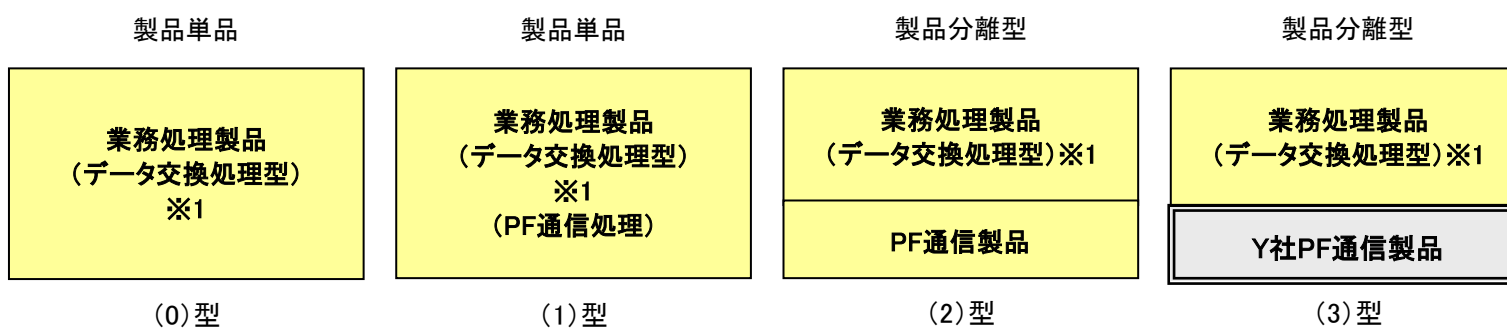 製品単品
業務処理製品
(データ交換処理型)
※1
(0)型
製品単品
業務処理製品
(データ交換処理型)
※1
(PF通信処理)
(1)型
製品分離型
業務処理製品
(データ交換処理型)※1
PF通信製品
(2)型
製品分離型
業務処理製品
(データ交換処理型)※1
Y社PF通信製品
(3)型